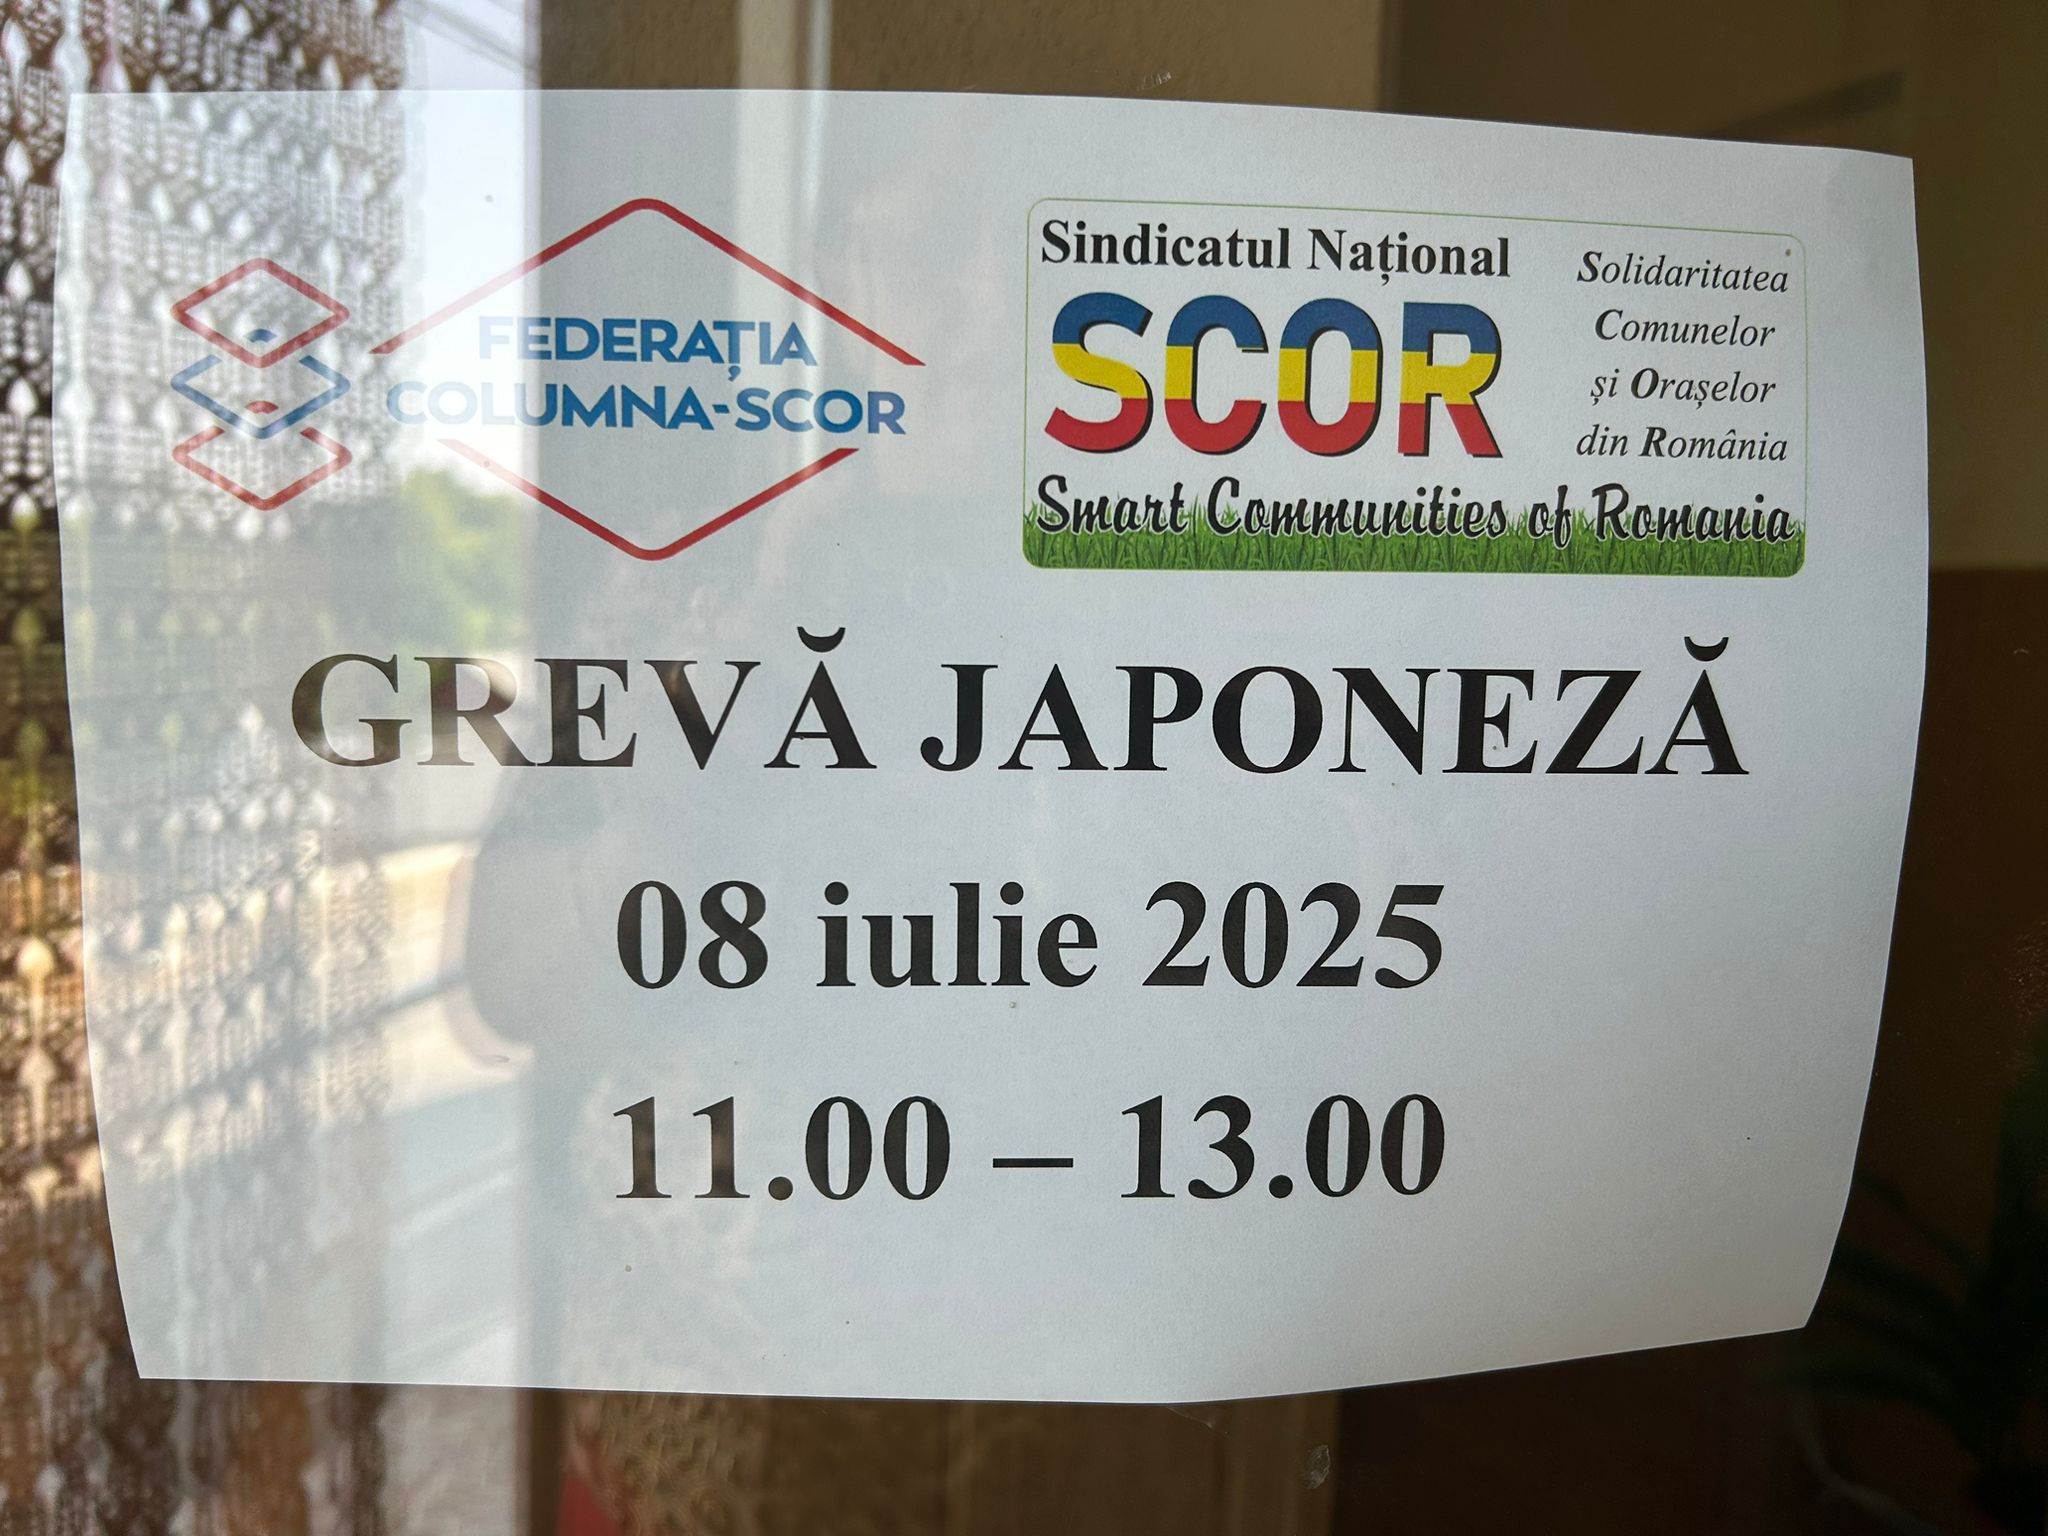 FEDERAȚIA
COLUMNA-SCOR
Sindicatul Național
SCOR
Solidaritatea
Comunelor
și Orașelor
din România
Smart Communities of Romania
GREVĂ JAPONEZĂ
08 iulie 2025
11.00 – 13.00